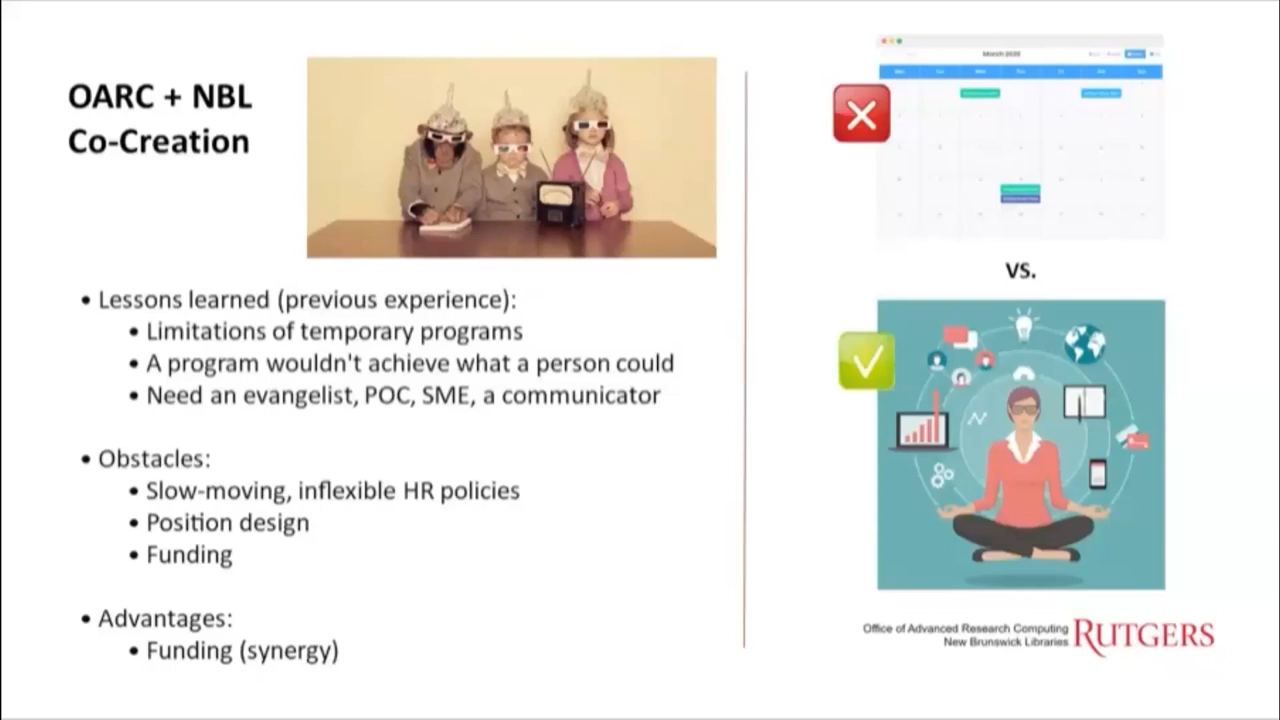 OARC + NBL
Co-Creation
• Lessons learned (previous experience):
• Limitations of temporary programs
• A program wouldn't achieve what a person could
• Need an evangelist, POC, SME, a communicator
• Obstacles:
• Slow-moving, inflexible HR policies
• Position design
• Funding
• Advantages:
• Funding (synergy)
March 2020
vs.
Office of Advanced Research Computing
New Brunswick Libraries
RUTGERS